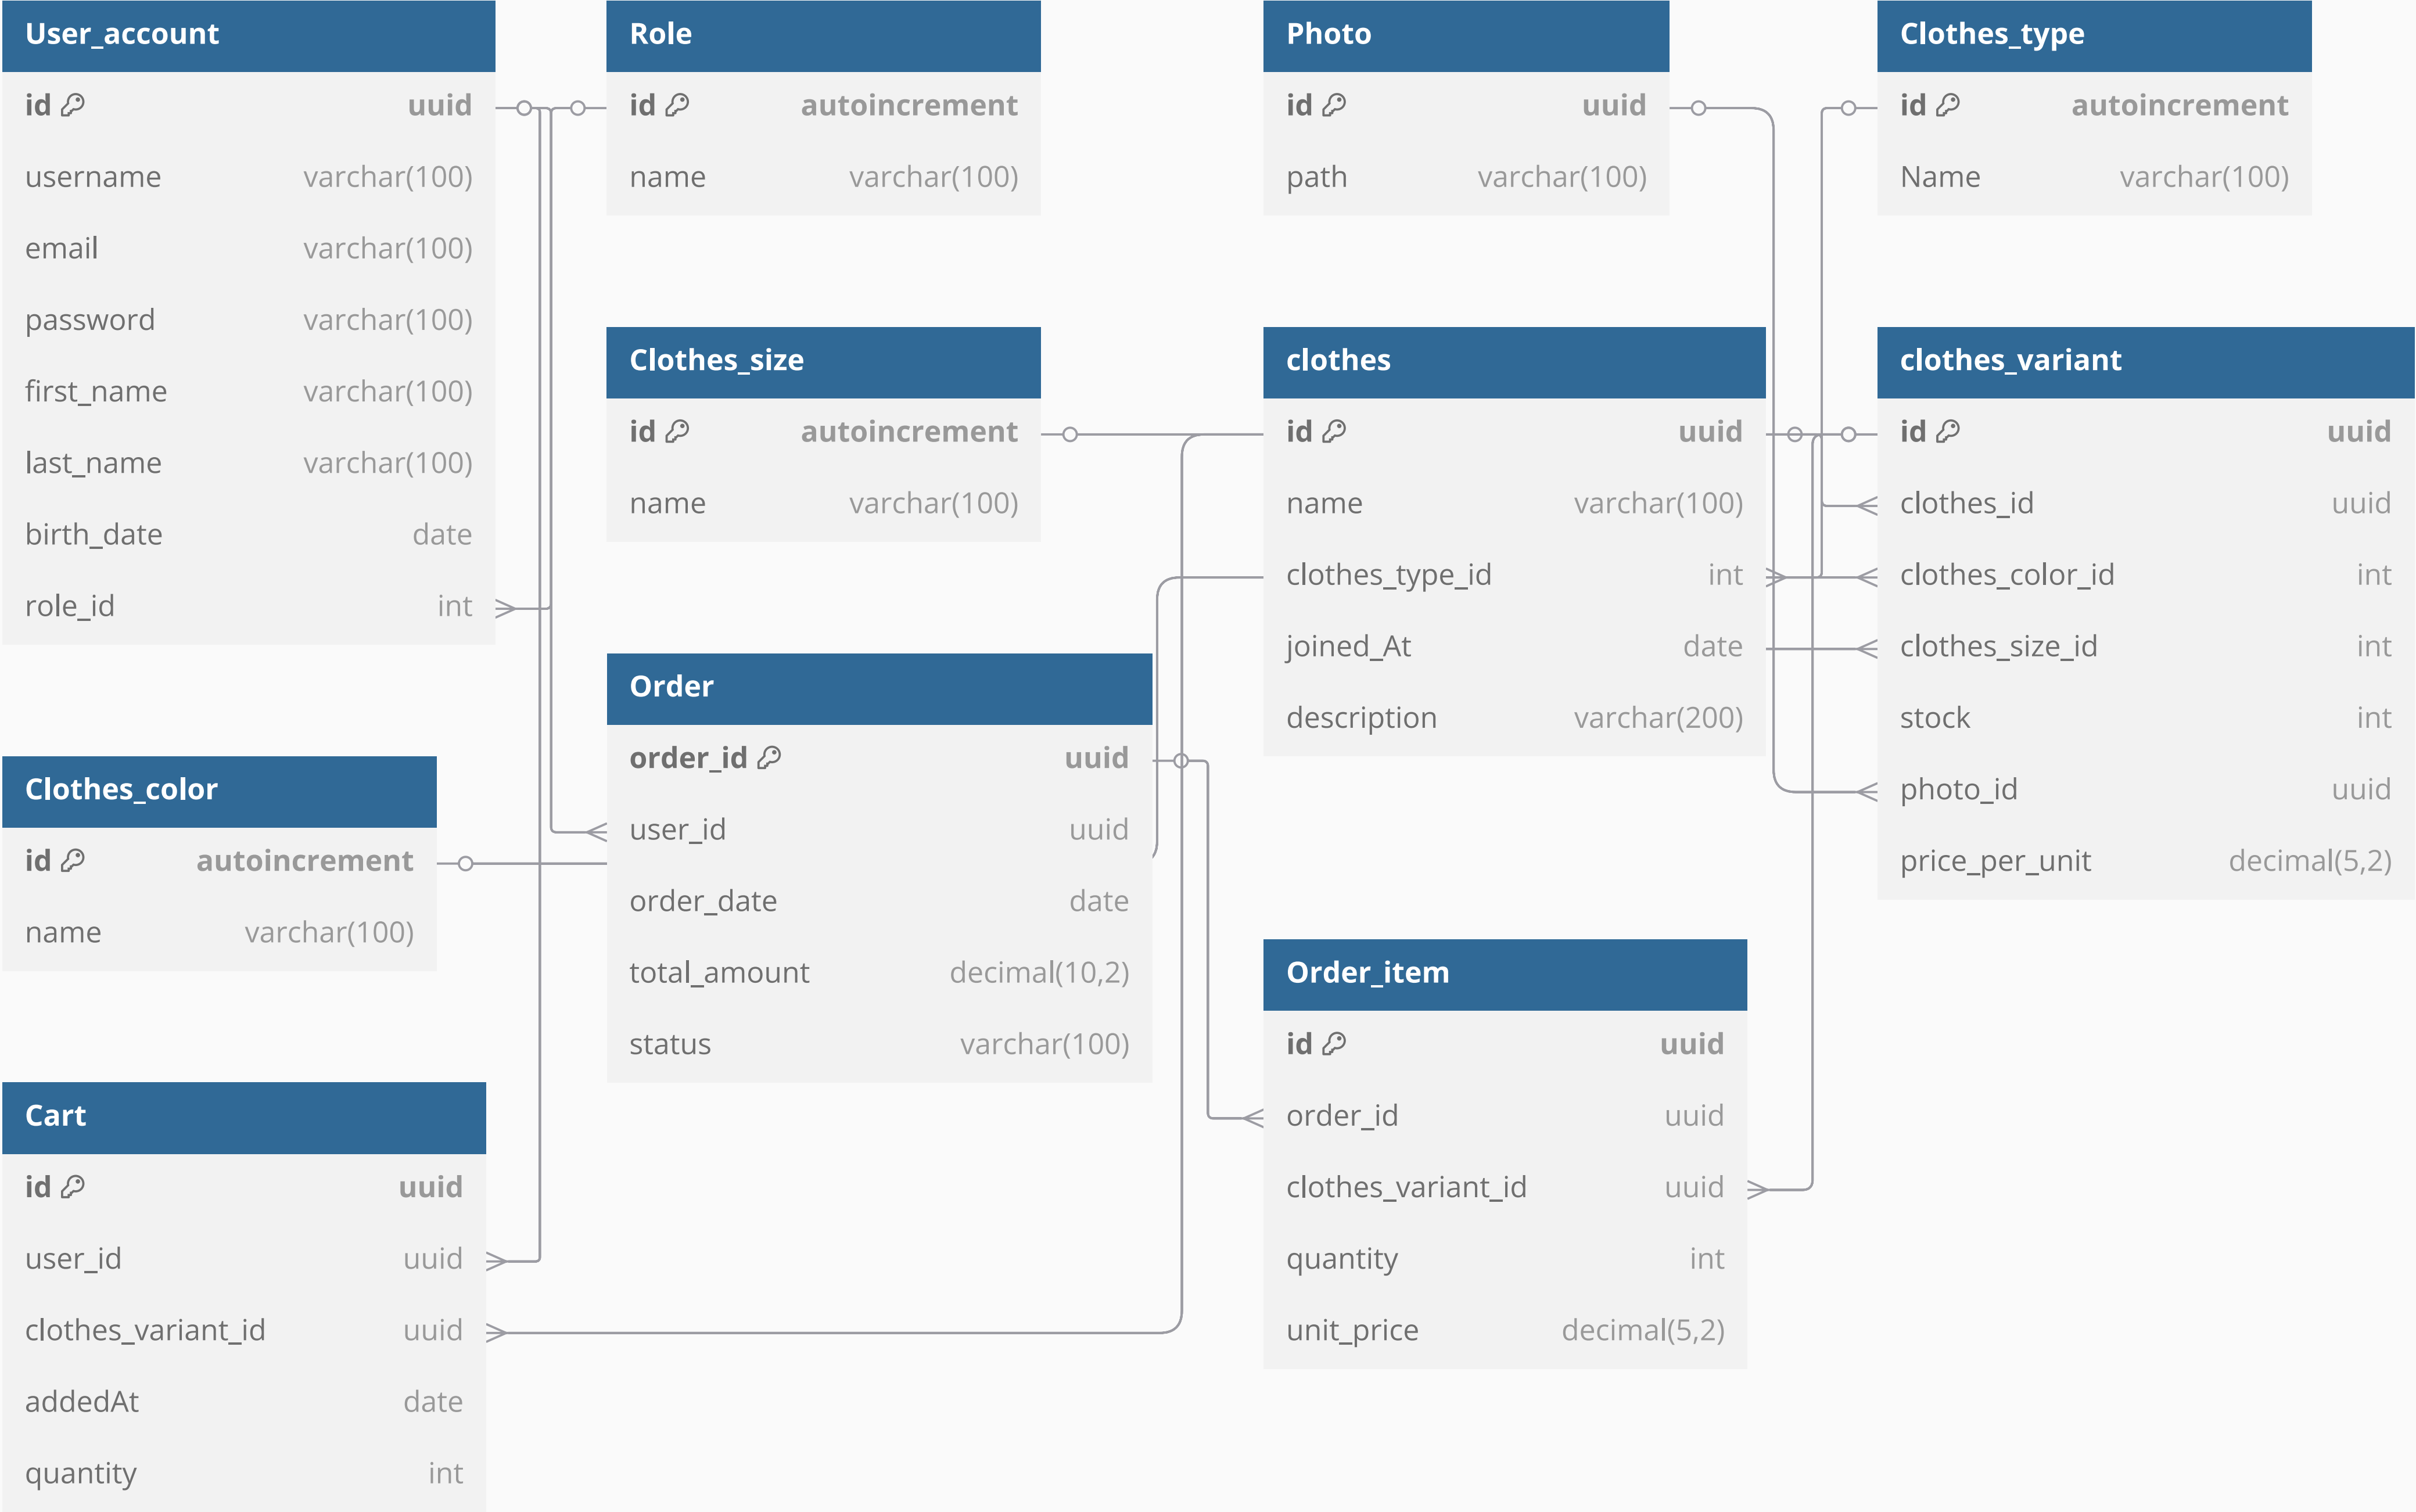 User_account
id uuid
username varchar(100)
email varchar(100)
password varchar(100)
first_name varchar(100)
last_name varchar(100)
birth_date date
role_id int
Role
id autoincrement
name varchar(100)
Photo
id uuid
path varchar(100)
Clothes_type
id autoincrement
Name varchar(100)
Clothes_size
id autoincrement
name varchar(100)
clothes
id uuid
name varchar(100)
clothes_type_id int
joined_At date
description varchar(200)
clothes_variant
id uuid
clothes_id uuid
clothes_color_id int
clothes_size_id int
stock int
photo_id uuid
price_per_unit decimal(5,2)
Order
order_id uuid
user_id uuid
order_date date
total_amount decimal(10,2)
status varchar(100)
Clothes_color
id autoincrement
name varchar(100)
Order_item
id uuid
order_id uuid
clothes_variant_id uuid
quantity int
unit_price decimal(5,2)
Cart
id uuid
user_id uuid
clothes_variant_id uuid
addedAt date
quantity int